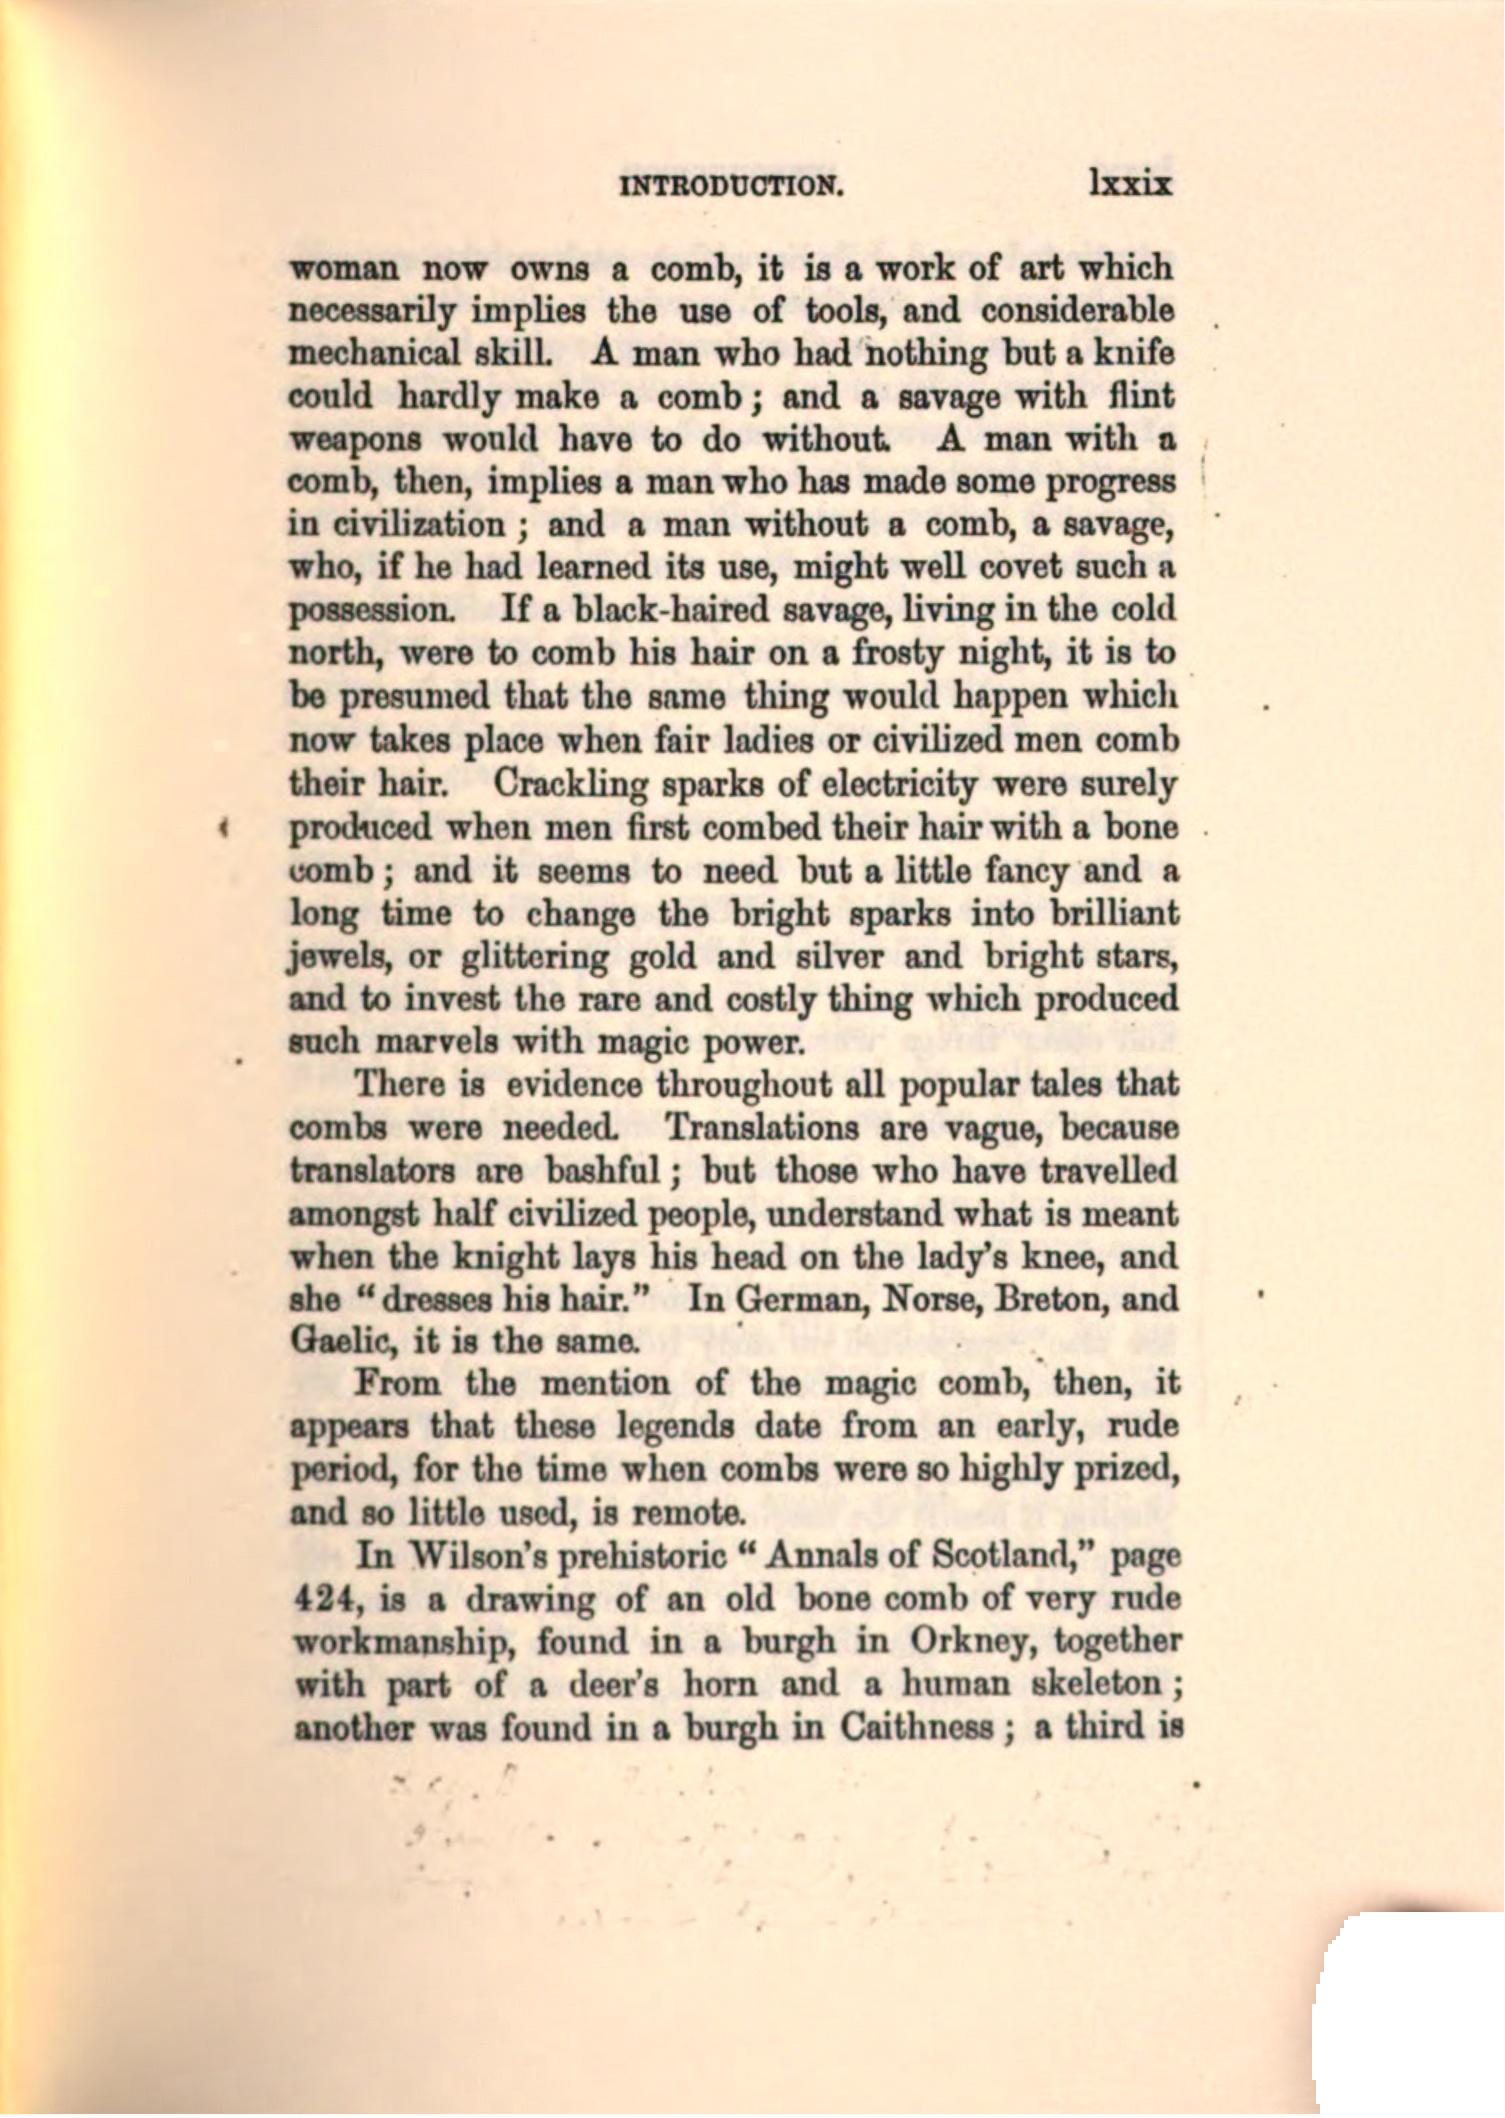 INTRODUCTION. lxxix
woman now owns a comb, it is a work of art which
necessarily implies the use of tools, and considerable
mechanical skill. A man who had nothing but a knife
could hardly make a comb; and a savage with flint
weapons would have to do without. A man with a
comb, then, implies a man who has made some progress
in civilization; and a man without a comb, a savage,
who, if he had learned its use, might well covet such a
possession. If a black-haired savage, living in the cold
north, were to comb his hair on a frosty night, it is to
be presumed that the same thing would happen which
now takes place when fair ladies or civilized men comb
their hair. Crackling sparks of electricity were surely
produced when men first combed their hair with a bone
comb; and it seems to need but a little fancy and a
long time to change the bright sparks into brilliant
jewels, or glittering gold and silver and bright stars,
and to invest the rare and costly thing which produced
such marvels with magic power.
There is evidence throughout all popular tales that
combs were needed. Translations are vague, because
translators are bashful; but those who have travelled
amongst half civilized people, understand what is meant
when the knight lays his head on the lady's knee, and
she "dresses his hair." In German, Norse, Breton, and
Gaelic, it is the same.
From the mention of the magic comb, then, it
appears that these legends date from an early, rude
period, for the time when combs were so highly prized,
and so little used, is remote.
In Wilson's prehistoric "Annals of Scotland," page
424, is a drawing of an old bone comb of very rude
workmanship, found in a burgh in Orkney, together
with part of a deer's horn and a human skeleton;
another was found in a burgh in Caithness; a third is